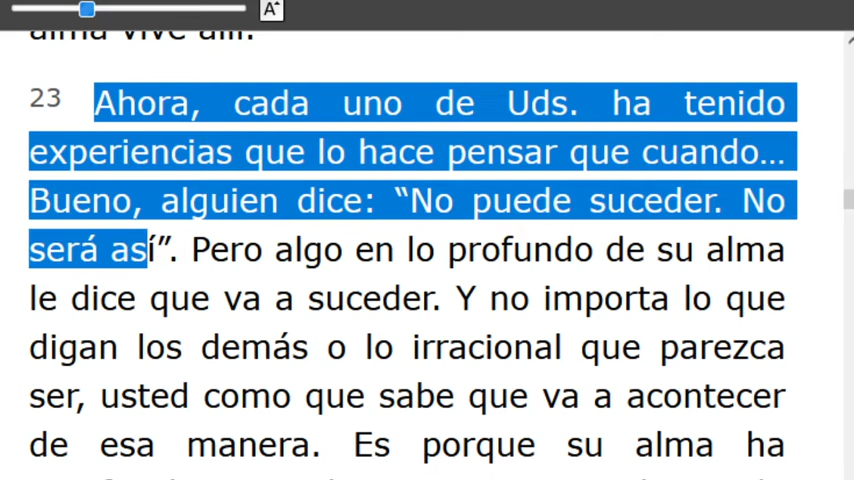 A
alma vive allí.
23 Ahora, cada uno de Uds. ha tenido
experiencias que lo hace pensar que cuando…
Bueno, alguien dice: “No puede suceder. No
será así”. Pero algo en lo profundo de su alma
le dice que va a suceder. Y no importa lo que
digan los demás o lo irracional que parezca
ser, usted como que sabe que va a acontecer
de esa manera. Es porque su alma ha